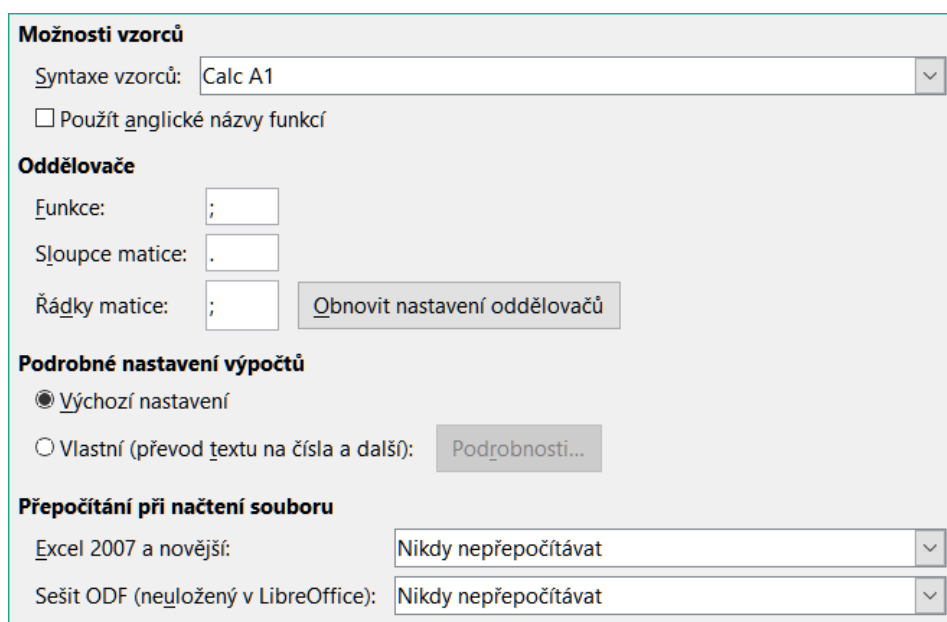 Možnosti vzorců
Syntaxe vzorců: Calc A1
Použít anglické názvy funkcí
Oddělovače
Funkce: ;
Sloupce matice: .
Řádky matice: ; Obnovit nastavení oddělovačů
Podrobné nastavení výpočtů
Výchozí nastavení
Vlastní (převod textu na čísla a další): Podrobnosti...
Přepočítání při načtení souboru
Excel 2007 a novější: Nikdy nepřepočítávat
Sešit ODF (neuložený v LibreOffice): Nikdy nepřepočítávat